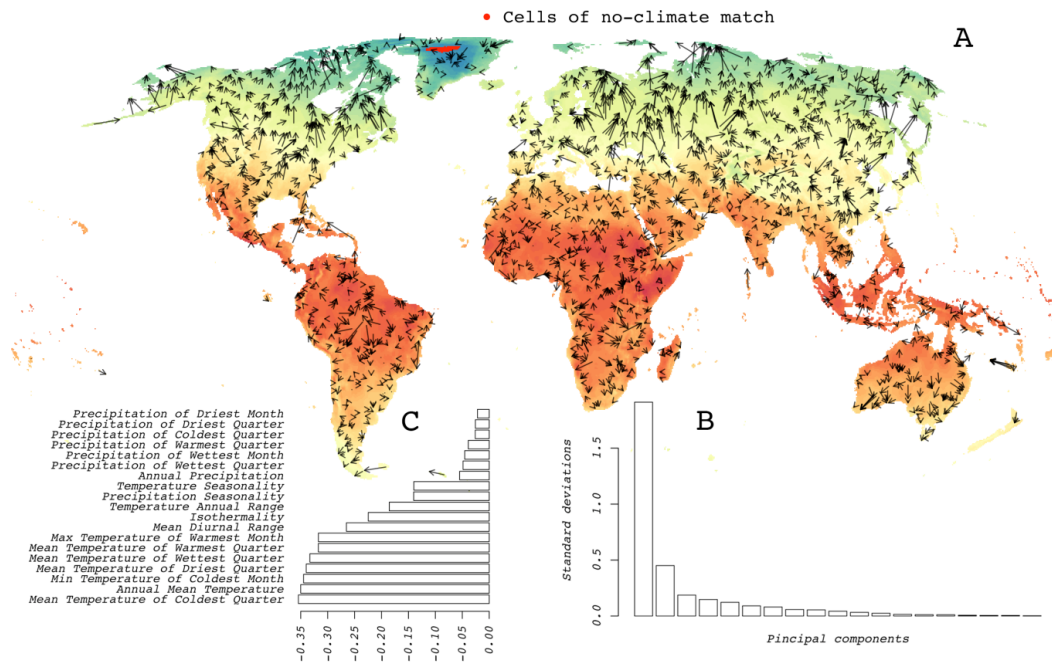 Cells of no-climate match
A
C
Precipitation of Driest Month
Precipitation of Driest Quarter
Precipitation of Coldest Quarter
Precipitation of Warmest Quarter
Precipitation of Wettest Month
Precipitation of Wettest Quarter
Annual Precipitation
Temperature Seasonality
Precipitation Seasonality
Temperature Annual Range
Isothermality
Mean Diurnal Range
Max Temperature of Warmest Month
Mean Temperature of Warmest Quarter
Mean Temperature of Wettest Quarter
Mean Temperature of Driest Quarter
Min Temperature of Coldest Month
Annual Mean Temperature
Mean Temperature of Coldest Quarter
-0.35
-0.30
-0.25
-0.20
-0.15
-0.10
-0.05
0.00
B
Standard deviations
1.5
1.0
0.5
0.0
Pincipal components